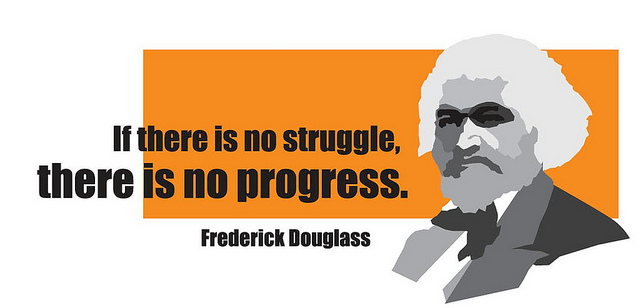 If there is no struggle,
there is no progress.
Frederick Douglass